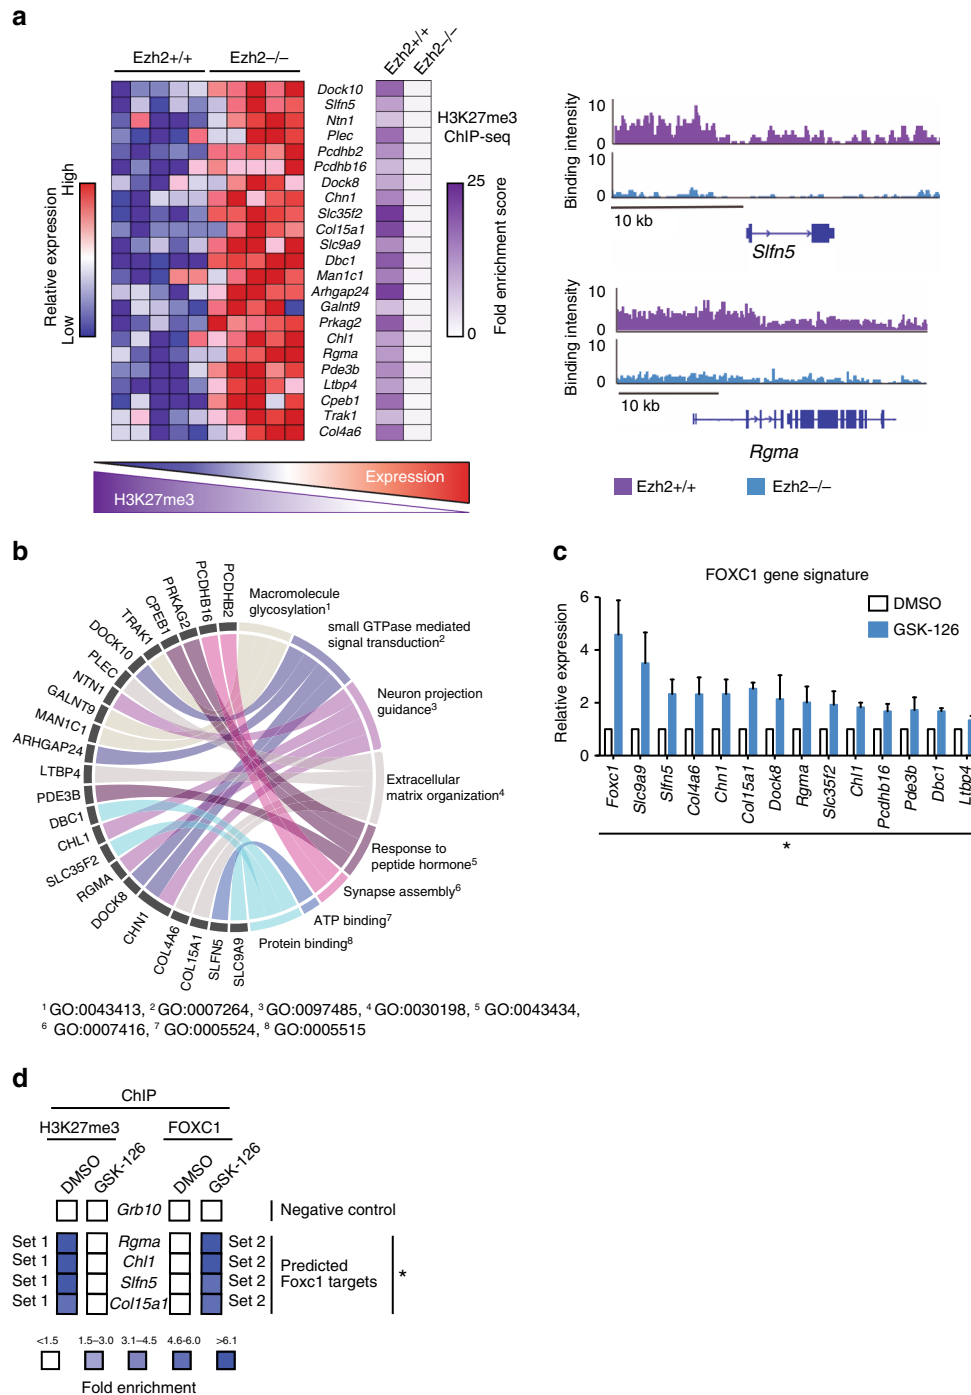 a
Ezh2+/+
Ezh2–/–
Ezh2+/+
Ezh2–/–
Dock10
Slfn5
Ntn1
Plec
Pcdhb2
Pcdhb16
Dock8
Chn1
Slc35f2
Col15a1
Slc9a9
Dbc1
Man1c1
Arhgap24
Galnt9
Prkag2
Chl1
Rgma
Pde3b
Ltbp4
Cpeb1
Trak1
Col4a6
Relative expression
High
Low
H3K27me3
ChIP-seq
25
0
Fold enrichment score
Expression
H3K27me3
Binding intensity
10
0
10
0
10 kb
Slfn5
Binding intensity
10
0
10
0
10 kb
Rgma
Ezh2+/+
Ezh2–/–
b
PCDHB2
PCDHB16
PRKAG2
CPEB1
TRAK1
DOCK10
PLEC
NTN1
GALNT9
MAN1C1
ARHGAP24
LTBP4
PDE3B
DBC1
CHL1
SLC35F2
RGMA
DOCK8
CHN1
COL4A6
COL15A1
SLFN5
SLC9A9
Macromolecule
glycosylation¹
small GTPase mediated
signal transduction²
Neuron projection
guidance³
Extracellular
matrix organization⁴
Response to
peptide hormone⁵
Synapse assembly⁶
ATP binding⁷
Protein binding⁸
¹ GO:0043413, ² GO:0007264, ³ GO:0097485, ⁴ GO:0030198, ⁵ GO:0043434,
⁶ GO:0007416, ⁷ GO:0005524, ⁸ GO:0005515
c
FOXC1 gene signature
DMSO
GSK-126
Relative expression
6
4
2
0
Foxc1
Slc9a9
Slfn5
Col4a6
Chn1
Col15a1
Dock8
Rgma
Slc35f2
Chl1
Pcdhb16
Pde3b
Dbc1
Ltbp4
*
d
ChIP
H3K27me3
FOXC1
DMSO
GSK-126
DMSO
GSK-126
Grb10
Negative control
Set 1 Rgma Set 2
Set 1 Chl1 Set 2
Set 1 Slfn5 Set 2
Set 1 Col15a1 Set 2
Predicted
Foxc1 targets
*
<1.5 1.5–3.0 3.1–4.5 4.6-6.0 >6.1
Fold enrichment